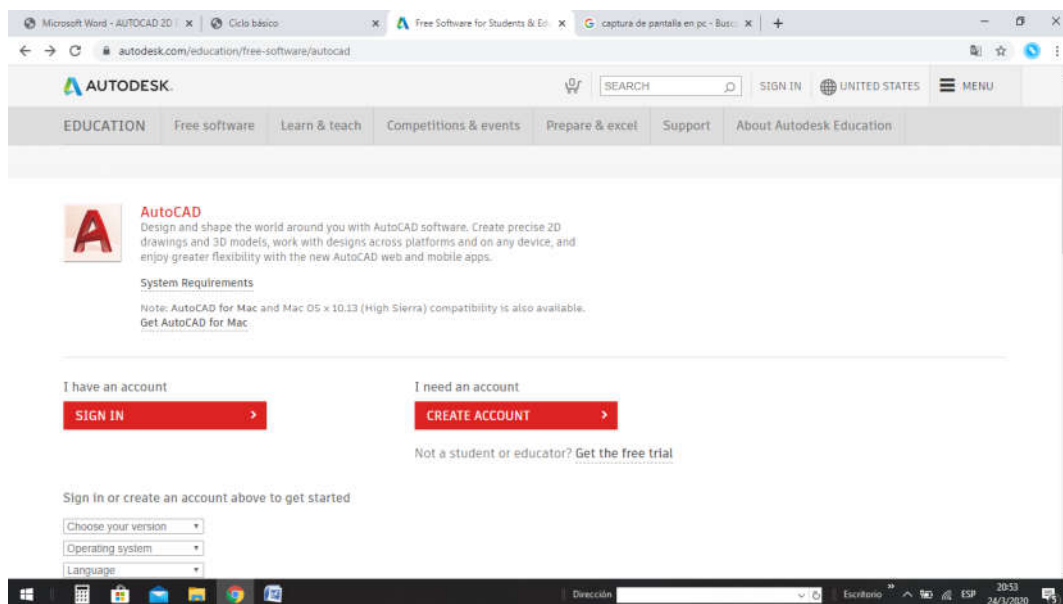 Microsoft Word - AUTOCAD 2D
Ciclo básico
Free Software for Students & Ed
captura de pantalla en pc - Busc
autodesk.com/education/free-software/autocad
AUTODESK.
SEARCH
SIGN IN
UNITED STATES
MENU
EDUCATION
Free software
Learn & teach
Competitions & events
Prepare & excel
Support
About Autodesk Education
AutoCAD
Design and shape the world around you with AutoCAD software. Create precise 2D
drawings and 3D models, work with designs across platforms and on any device, and
enjoy greater flexibility with the new AutoCAD web and mobile apps.
System Requirements
Note: AutoCAD for Mac and Mac OS x 10.13 (High Sierra) compatibility is also available.
Get AutoCAD for Mac
I have an account
SIGN IN
I need an account
CREATE ACCOUNT
Not a student or educator? Get the free trial
Sign in or create an account above to get started
Choose your version
Operating system
Language
Dirección
Escritorio
ESP
20:53
24/3/2020